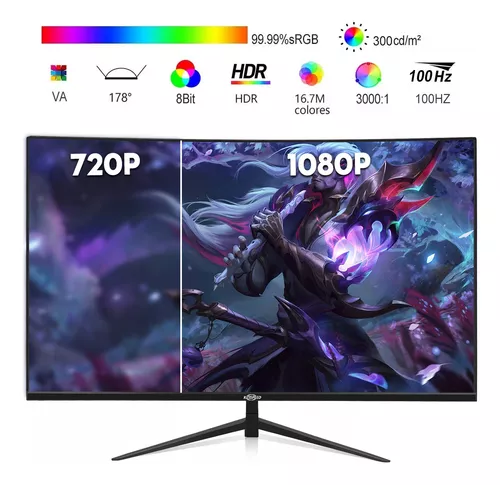 99.99%sRGB
300cd/m²
HDR
100Hz
VA
178°
8Bit
HDR
16.7M
colores
3000:1
100HZ
720P
1080P